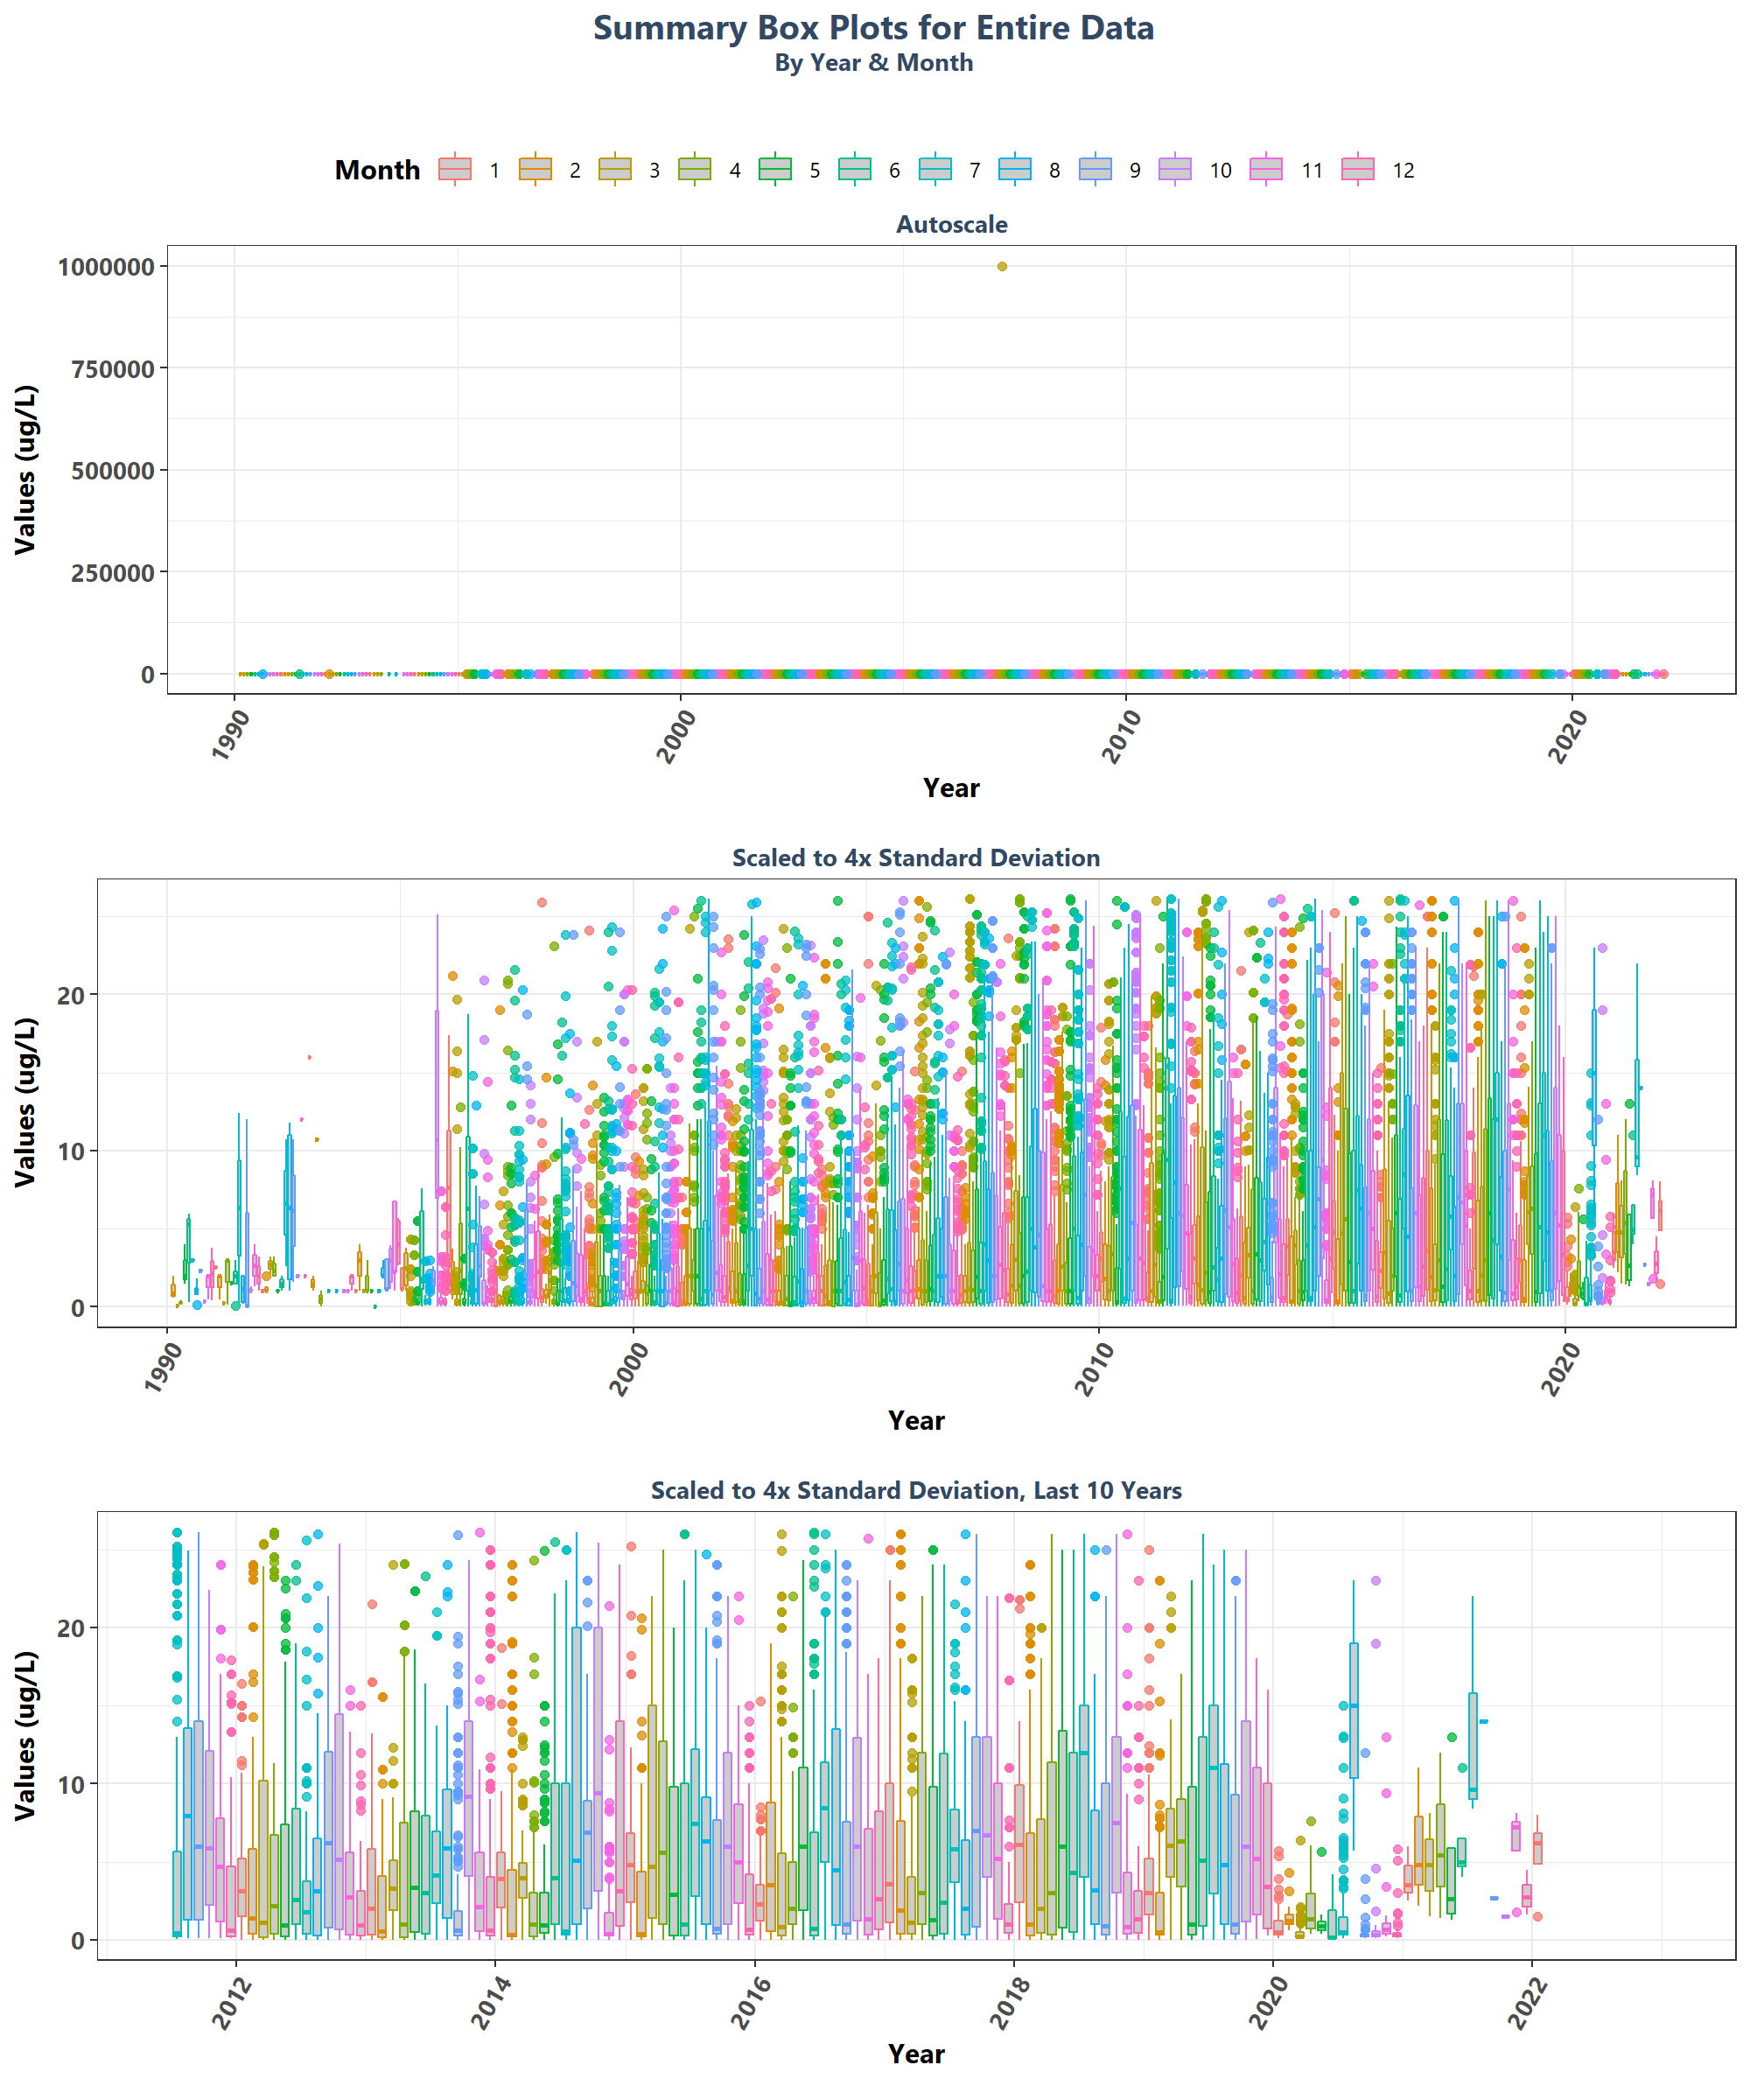 Summary Box Plots for Entire Data
By Year & Month
Month 1 2 3 4 5 6 7 8 9 10 11 12
Autoscale
Values (ug/L)
1000000
750000
500000
250000
0
1990 2000 2010 2020
Year
Scaled to 4x Standard Deviation
Values (ug/L)
20
10
0
1990 2000 2010 2020
Year
Scaled to 4x Standard Deviation, Last 10 Years
Values (ug/L)
20
10
0
2012 2014 2016 2018 2020 2022
Year